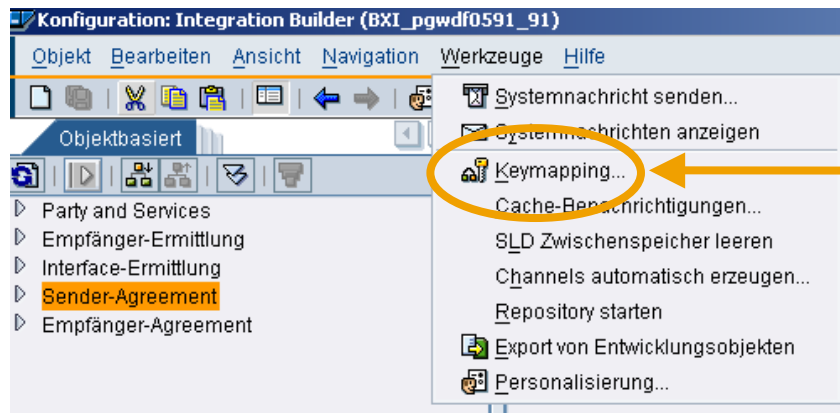 Konfiguration: Integration Builder (BXI_pgwdf0591_91)
Objekt Bearbeiten Ansicht Navigation Werkzeuge Hilfe
Systemnachricht senden...
Objektbasiert
Systemnachrichten anzeigen
Keymapping...
Cache-Benachrichtigungen...
SLD Zwischenspeicher leeren
Channels automatisch erzeugen...
Repository starten
Export von Entwicklungsobjekten
Personalisierung...
Party and Services
Empfänger-Ermittlung
Interface-Ermittlung
Sender-Agreement
Empfänger-Agreement